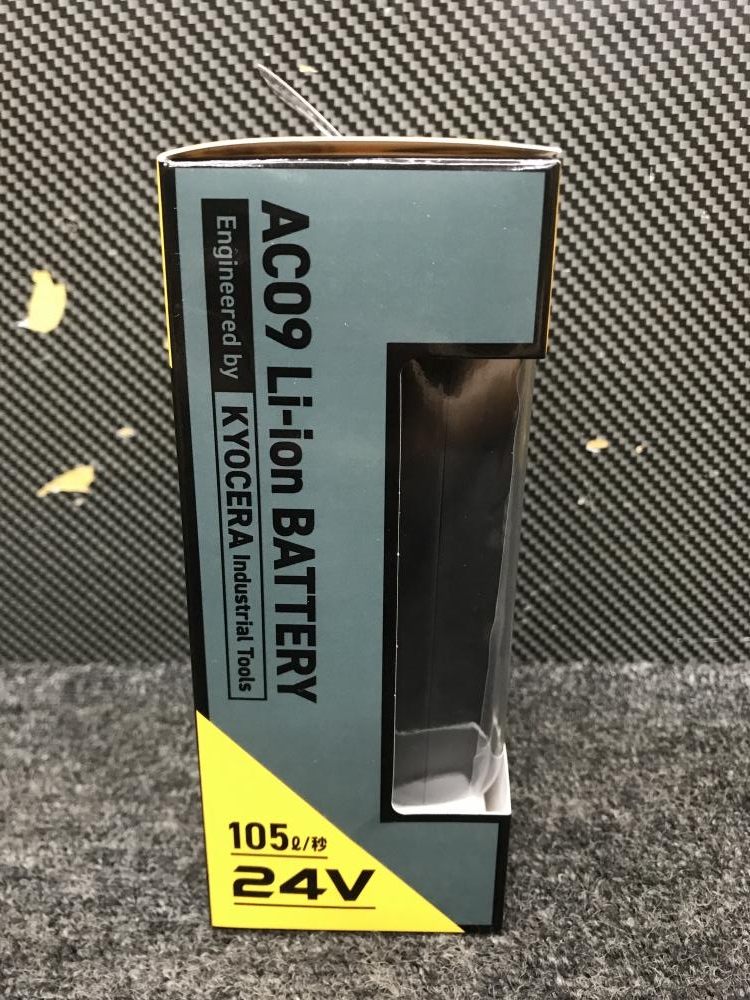 AC09 Li-ion BATTERY
Engineered by KYOCERA Industrial Tools
105ℓ/秒
24V